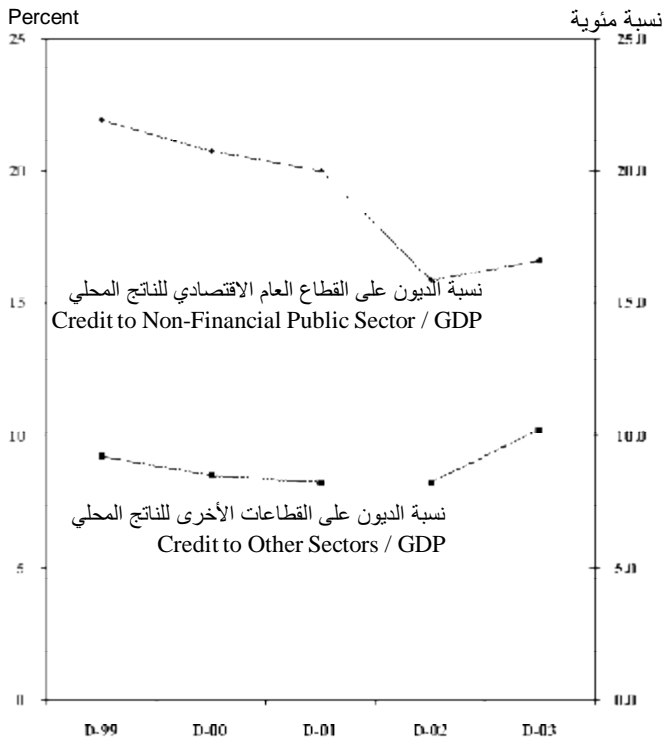 Percent
نسبة مئوية
25
25.0
20
20.0
نسبة الديون على القطاع العام الاقتصادي للناتج المحلي
15
15.0
Credit to Non-Financial Public Sector / GDP
10
10.0
نسبة الديون على القطاعات الأخرى للناتج المحلي
Credit to Other Sectors / GDP
5
5.0
0
0.0
D-99 D-00 D-01 D-02 D-03